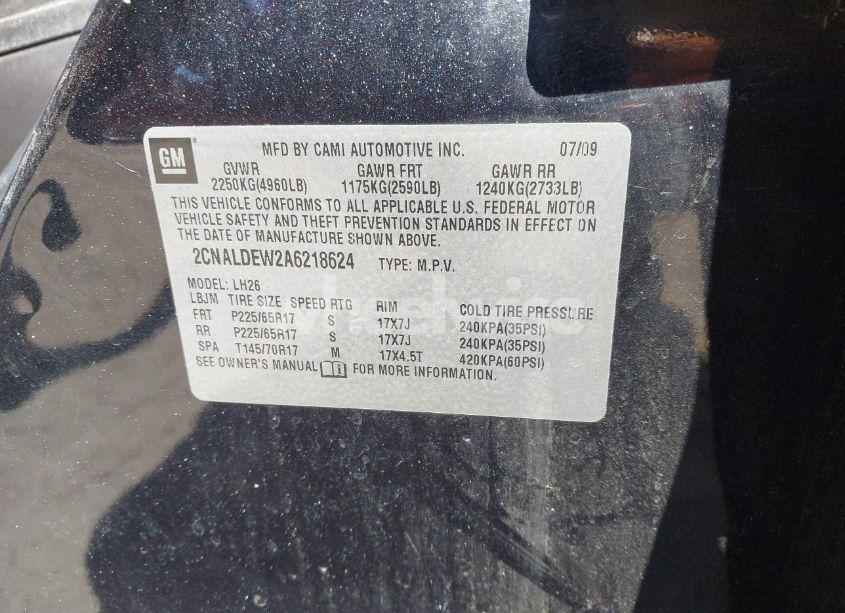 GM ® MFD BY CAMI AUTOMOTIVE INC. 07/09
GVWR GAWR FRT GAWR RR
2250KG(4960LB) 1175KG(2590LB) 1240KG(2733LB)
THIS VEHICLE CONFORMS TO ALL APPLICABLE U.S. FEDERAL MOTOR
VEHICLE SAFETY AND THEFT PREVENTION STANDARDS IN EFFECT ON
THE DATE OF MANUFACTURE SHOWN ABOVE.
2CNALDEW2A6218624 TYPE: M.P.V.
MODEL: LH26
LBJM TIRE SIZE SPEED RTG RIM COLD TIRE PRESSURE
FRT P225/65R17 S 17X7J 240KPA(35PSI)
RR P225/65R17 S 17X7J 240KPA(35PSI)
SPA T145/70R17 M 17X4.5T 420KPA(60PSI)
SEE OWNER'S MANUAL FOR MORE INFORMATION.